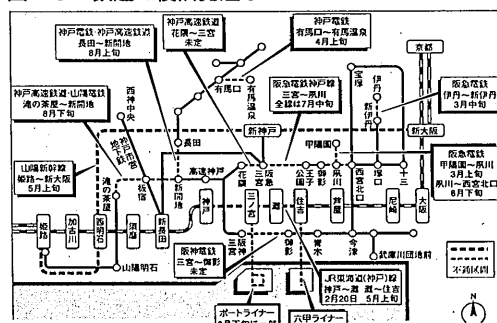 神戸電鉄・神戸高速鉄道
長田〜新開地
8月上旬
神戸高速鉄道
花隈〜三宮
未定
神戸電鉄
有馬口〜有馬温泉
4月上旬
京都
神戸高速鉄道・山陽電鉄
滝の茶屋〜新開地
8月下旬
阪急電鉄神戸線
三宮〜夙川
全線は7月中旬
阪急電鉄
伊丹〜新伊丹
3月中旬
有馬口
有馬温泉
宝塚
伊丹
新伊丹
西神中央
神戸市営
地下鉄
新神戸
新大阪
山陽新幹線
姫路〜新大阪
5月上旬
長田
甲陽園
阪急電鉄
甲陽園〜夙川
3月上旬
夙川〜西宮北口
6月下旬
滝の茶屋
板宿
新開地
高速神戸
花隈
三宮
阪急
公園
王子
御影
夙川
西宮北口
塚口
十三
姫路
加古川
西明石
須磨
新長田
神戸
三ノ宮
灘
住吉
芦屋
尼崎
大阪
阪神電鉄
三宮〜御影
未定
三宮
阪神
御影
青木
今津
武庫川団地前
山陽明石
不通区間
JR東海道(神戸)線
神戸〜灘 灘〜住吉
2月20日 5月上旬
ポートライナー
六甲ライナー
N